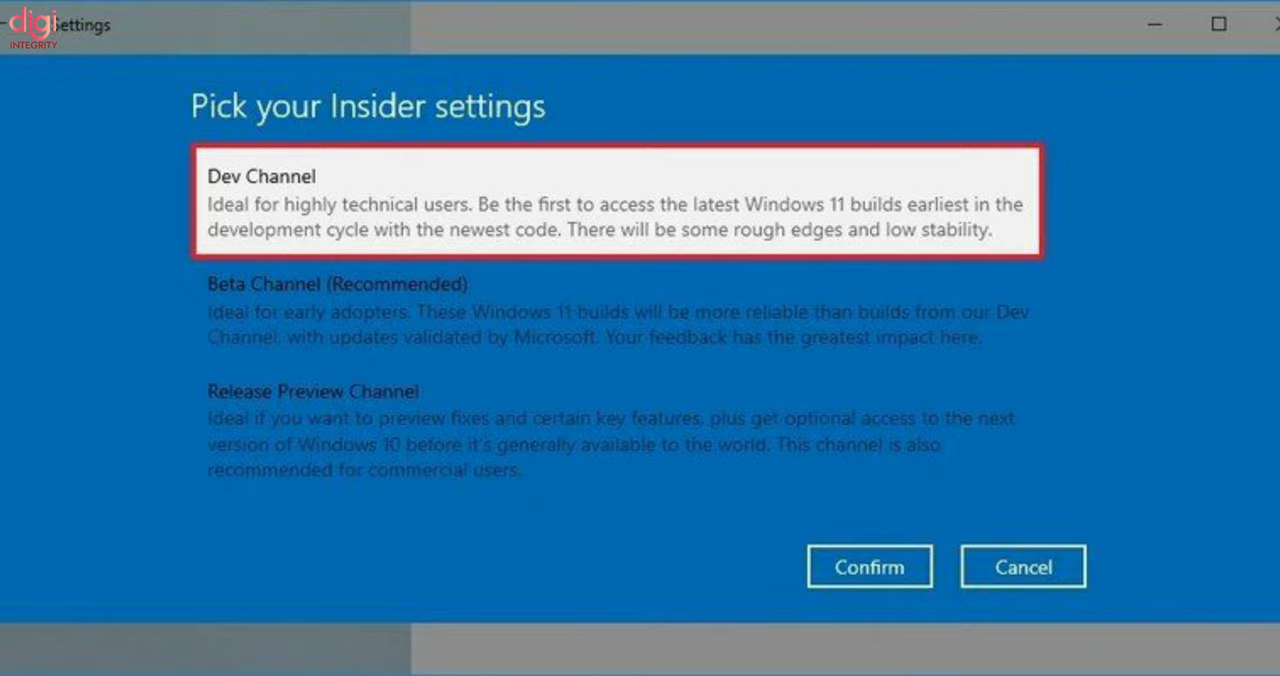 digi
INTEGRITY
Settings
Pick your Insider settings
Dev Channel
Ideal for highly technical users. Be the first to access the latest Windows 11 builds earliest in the
development cycle with the newest code. There will be some rough edges and low stability.
Beta Channel (Recommended)
Ideal for early adopters. These Windows 11 builds will be more reliable than builds from our Dev
Channel, with updates validated by Microsoft. Your feedback has the greatest impact here.
Release Preview Channel
Ideal if you want to preview fixes and certain key features, plus get optional access to the next
version of Windows 10 before it's generally available to the world. This channel is also
recommended for commercial users.
Confirm Cancel